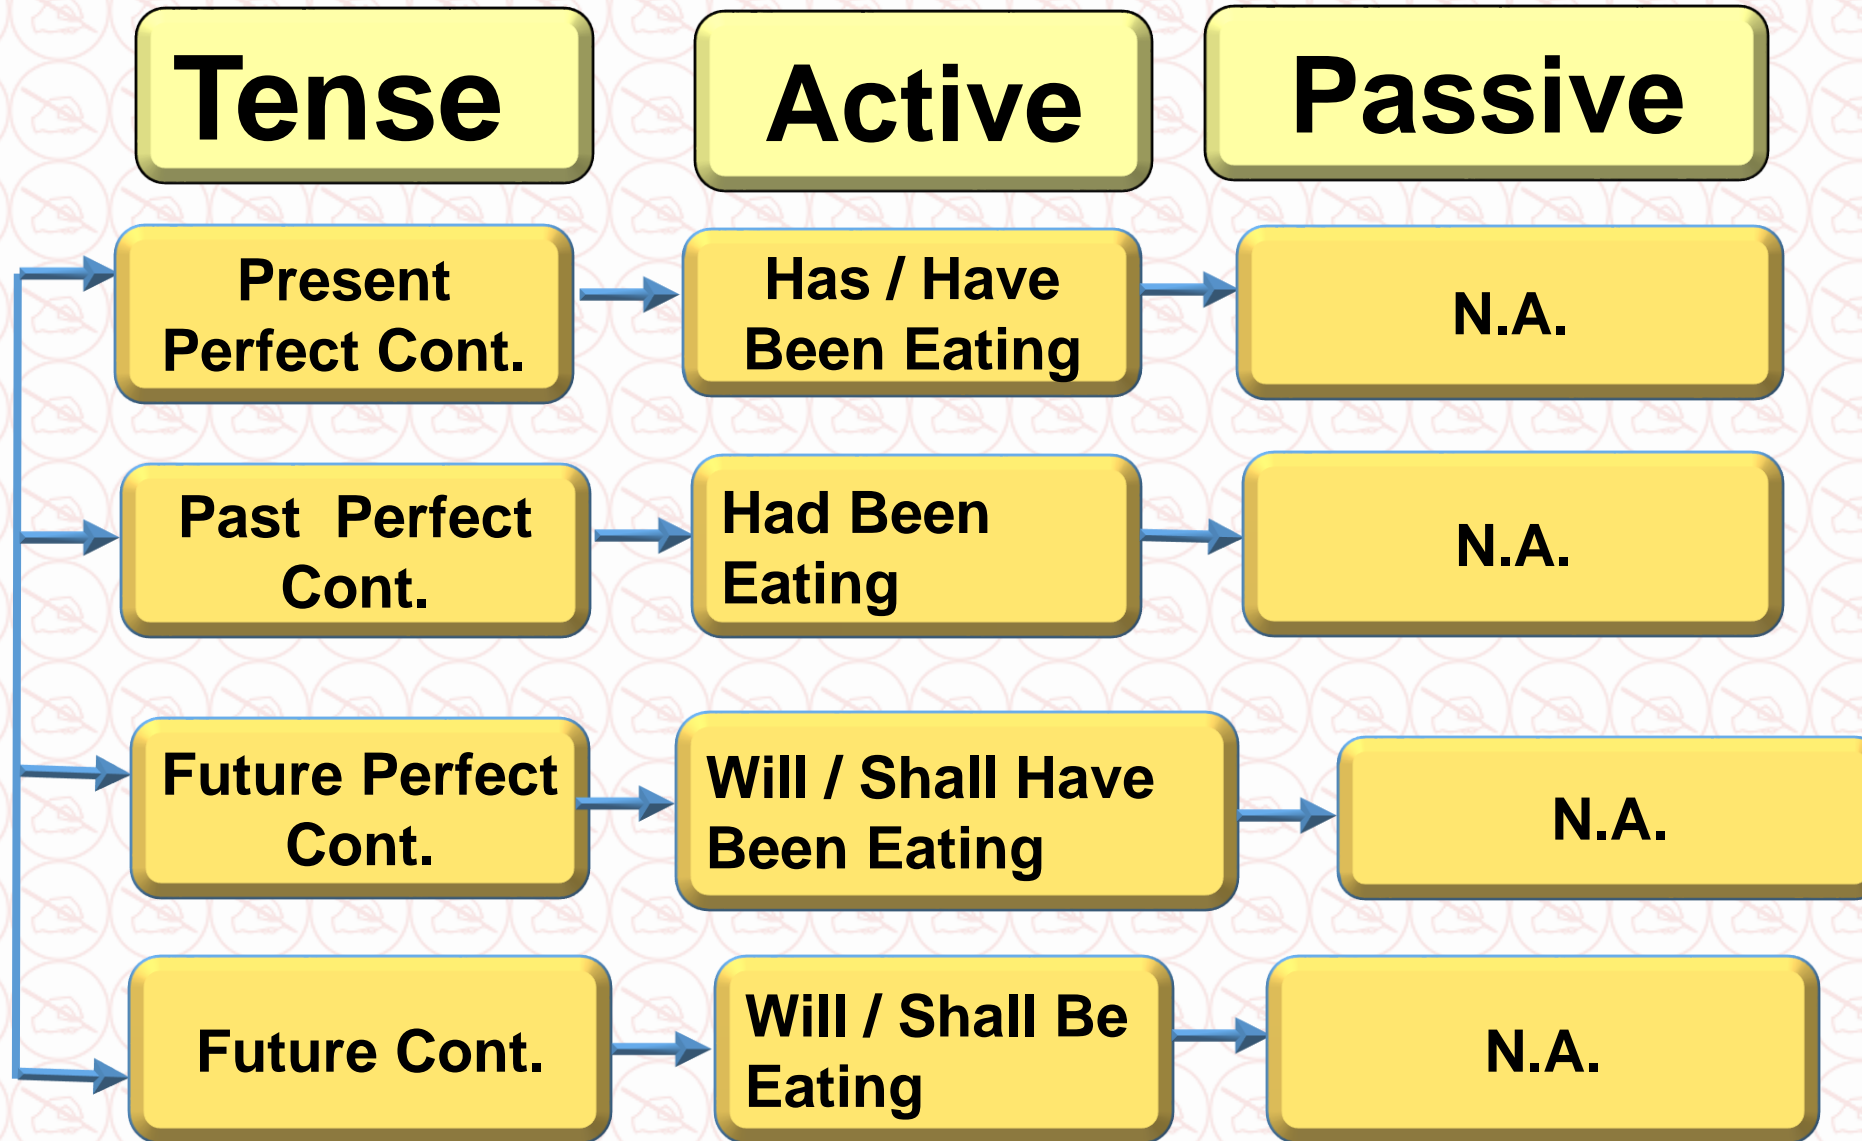 Tense
Active
Passive
Present
Perfect Cont.
Has / Have
Been Eating
N.A.
Past Perfect
Cont.
Had Been
Eating
N.A.
Future Perfect
Cont.
Will / Shall Have
Been Eating
N.A.
Future Cont.
Will / Shall Be
Eating
N.A.